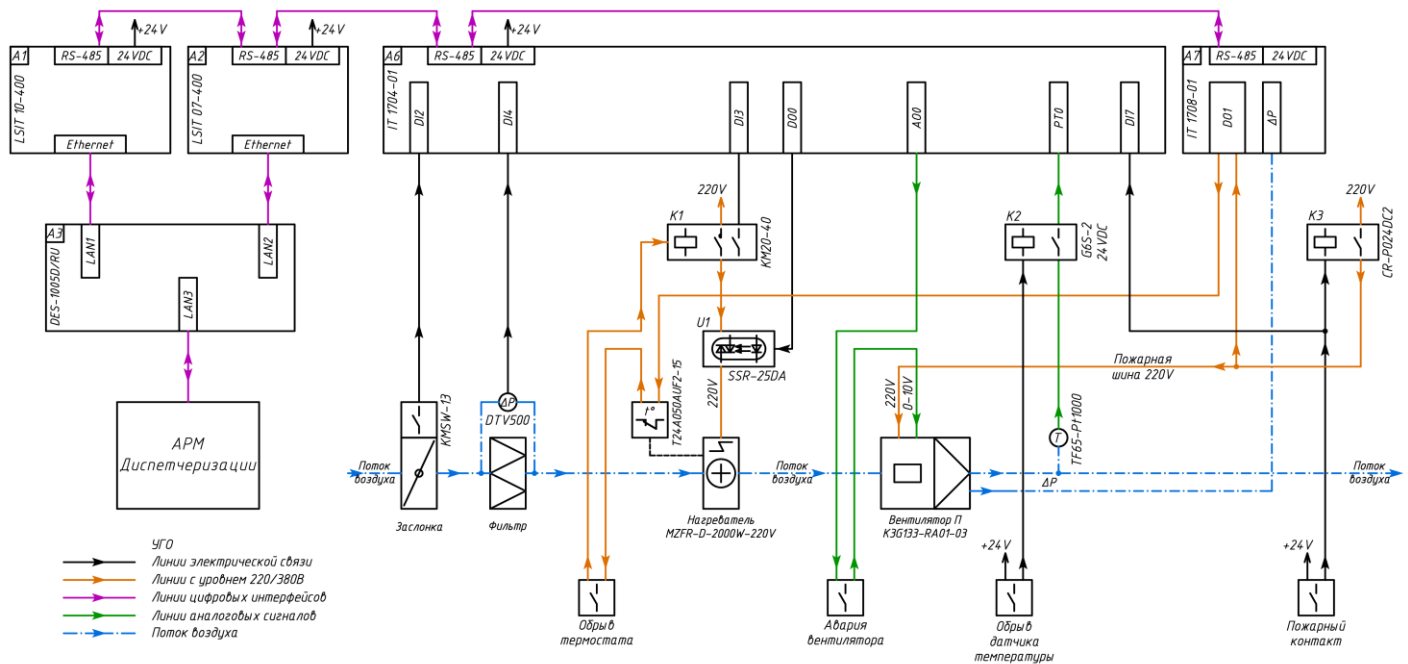 +24V
+24V
+24V
A1
RS-485
24VDC
LSIT 10-400
Ethernet
A2
RS-485
24VDC
LSIT 07-400
Ethernet
A6
RS-485
24VDC
IT 1704-01
DI2
DI4
DI3
DO0
AO0
PT0
DI7
A7
RS-485
24VDC
IT 1708-01
DO1
ΔP
A3
DES-1005D/RU
LAN1
LAN2
LAN3
АРМ
Диспетчеризации
220V
K1
KM20-40
K2
G6S-2
24VDC
220V
K3
CR-P024DC2
U1
SSR-25DA
220V
Пожарная
шина 220V
220V
0-10V
KMSW-13
ΔP
DTV500
t°
T24A050AUF2-15
T
TF65-Pt1000
Поток
воздуха
Поток
воздуха
ΔP
Поток
воздуха
Заслонка
Фильтр
Нагреватель
MZFR-D-2000W-220V
Вентилятор П
K3G133-RA01-03
УГО
Линии электрической связи
Линии с уровнем 220/380В
Линии цифровых интерфейсов
Линии аналоговых сигналов
Поток воздуха
Обрыв
термостата
Авария
вентилятора
+24V
Обрыв
датчика
температуры
+24V
Пожарный
контакт